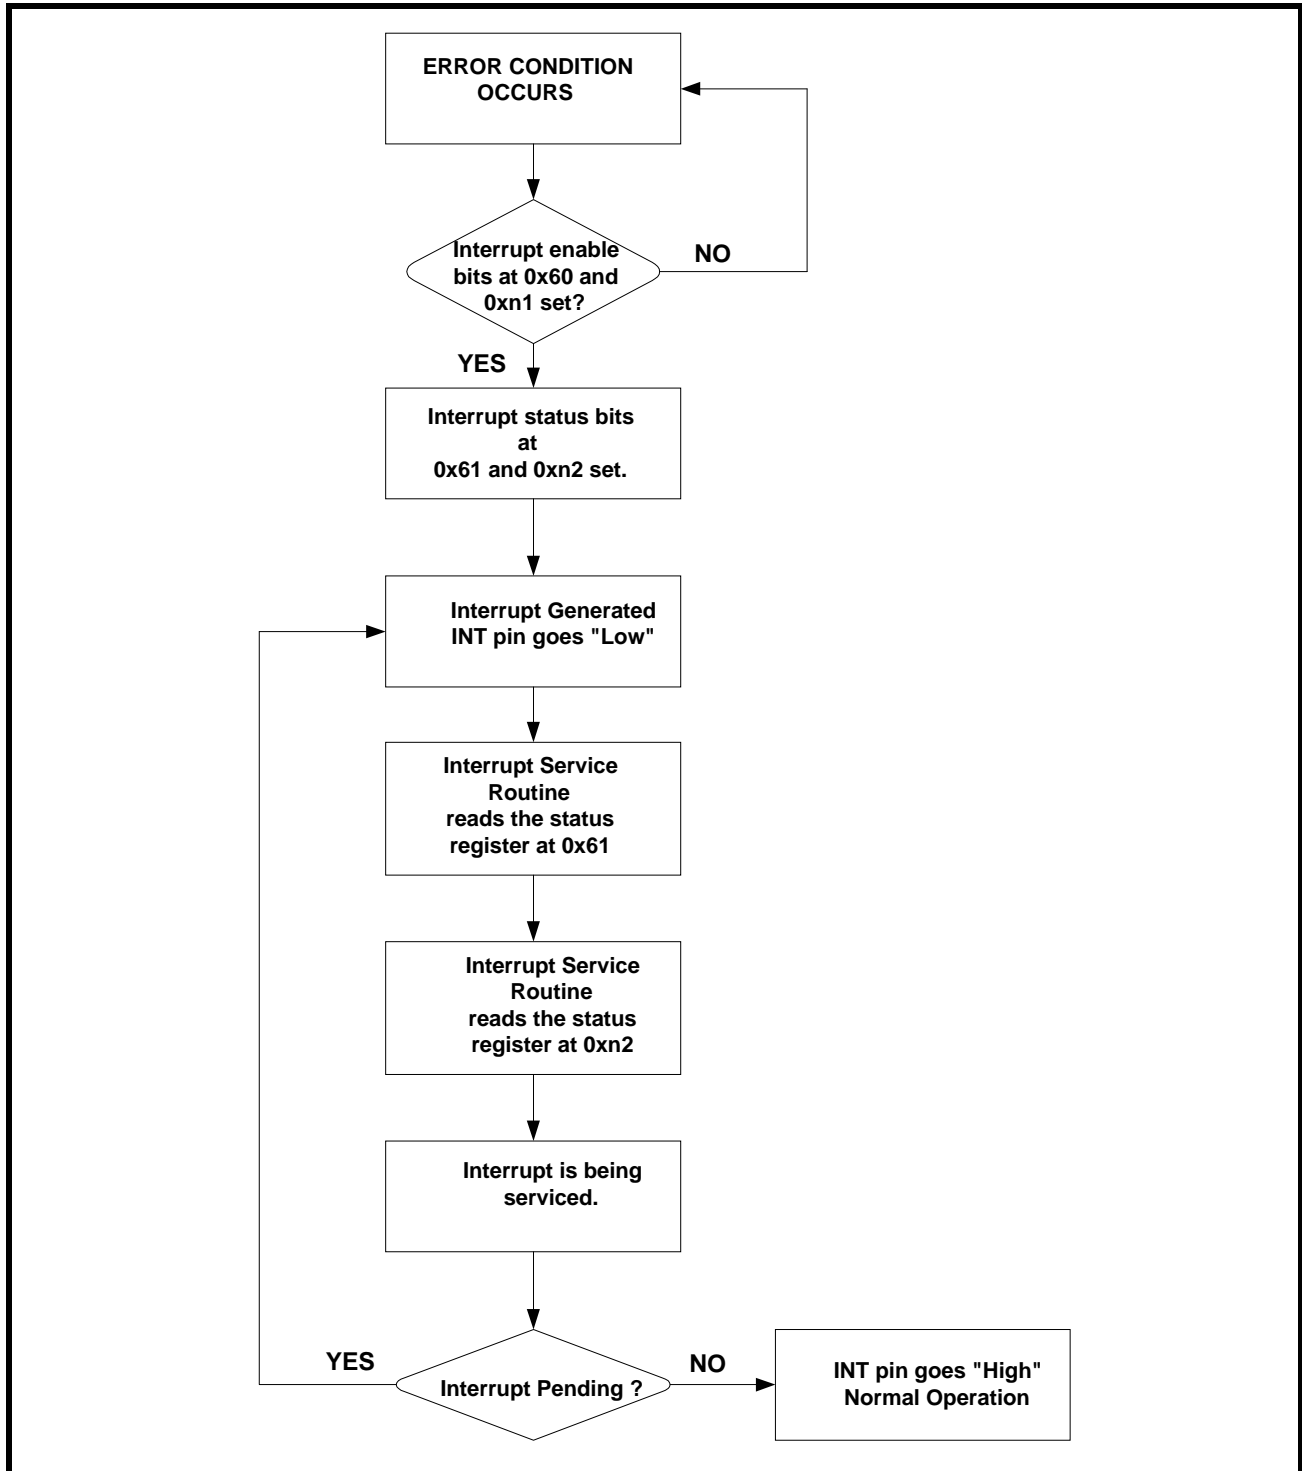 ERROR CONDITION
OCCURS
Interrupt enable
bits at 0x60 and
0xn1 set?
NO
YES
Interrupt status bits
at
0x61 and 0xn2 set.
Interrupt Generated
INT pin goes "Low"
Interrupt Service
Routine
reads the status
register at 0x61
Interrupt Service
Routine
reads the status
register at 0xn2
Interrupt is being
serviced.
Interrupt Pending ?
YES
NO
INT pin goes "High"
Normal Operation